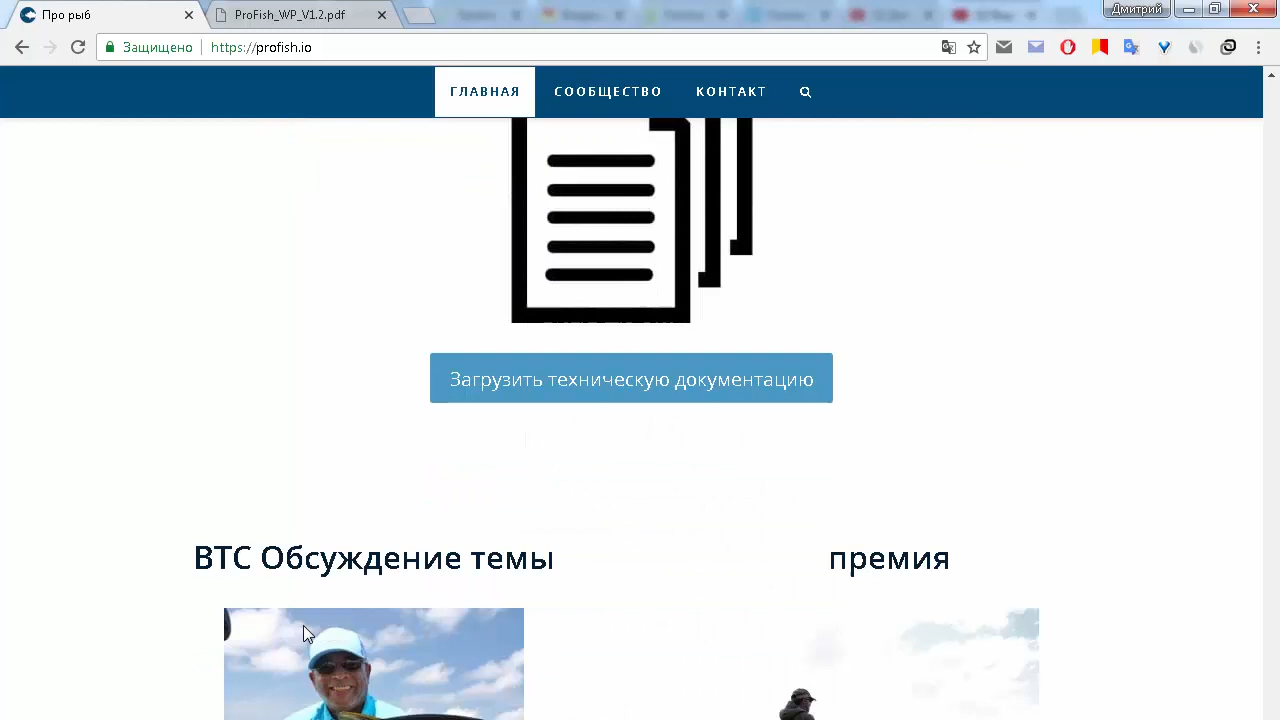 Про рыб
ProFish_WP_V1.2.pdf
Дмитрий
Защищено
https://profish.io
ГЛАВНАЯ
СООБЩЕСТВО
КОНТАКТ
Загрузить техническую документацию
BTC Обсуждение темы
премия